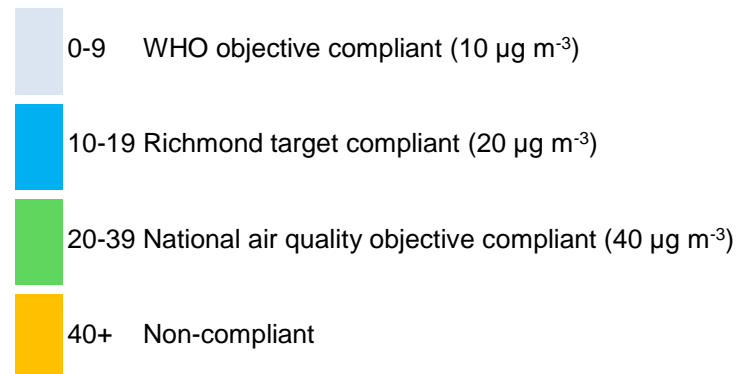 0-9 WHO objective compliant (10 µg m⁻³)
10-19 Richmond target compliant (20 µg m⁻³)
20-39 National air quality objective compliant (40 µg m⁻³)
40+ Non-compliant